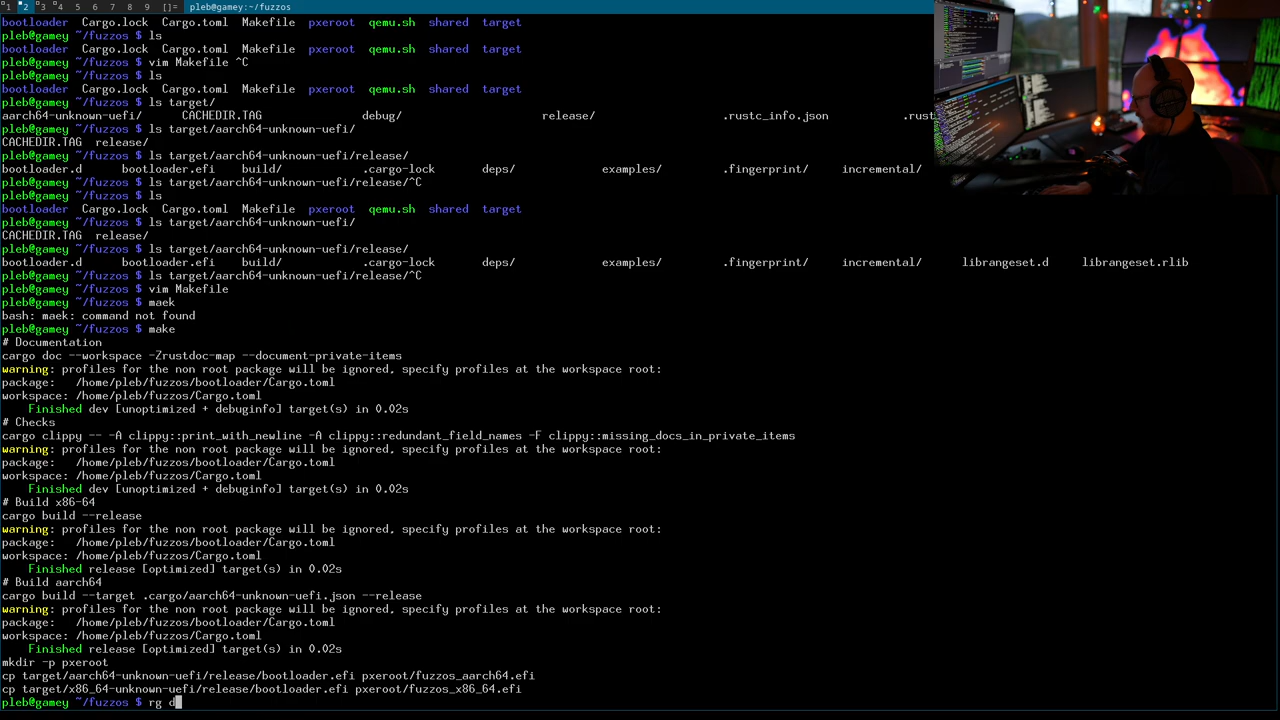 1 2 3 4 5 6 7 8 9 []= pleb@gamey:~/fuzzos
bootloader Cargo.lock Cargo.toml Makefile pxeroot qemu.sh shared target
pleb@gamey ~/fuzzos $ ls
bootloader Cargo.lock Cargo.toml Makefile pxeroot qemu.sh shared target
pleb@gamey ~/fuzzos $ vim Makefile ^C
pleb@gamey ~/fuzzos $ ls
bootloader Cargo.lock Cargo.toml Makefile pxeroot qemu.sh shared target
pleb@gamey ~/fuzzos $ ls target/
aarch64-unknown-uefi/ CACHEDIR.TAG debug/ release/ .rustc_info.json .rust
pleb@gamey ~/fuzzos $ ls target/aarch64-unknown-uefi/
CACHEDIR.TAG release/
pleb@gamey ~/fuzzos $ ls target/aarch64-unknown-uefi/release/
bootloader.d bootloader.efi build/ .cargo-lock deps/ examples/ .fingerprint/ incremental/
pleb@gamey ~/fuzzos $ ls target/aarch64-unknown-uefi/release/^C
pleb@gamey ~/fuzzos $ ls
bootloader Cargo.lock Cargo.toml Makefile pxeroot qemu.sh shared target
pleb@gamey ~/fuzzos $ ls target/aarch64-unknown-uefi/
CACHEDIR.TAG release/
pleb@gamey ~/fuzzos $ ls target/aarch64-unknown-uefi/release/
bootloader.d bootloader.efi build/ .cargo-lock deps/ examples/ .fingerprint/ incremental/ librangeset.d librangeset.rlib
pleb@gamey ~/fuzzos $ ls target/aarch64-unknown-uefi/release/^C
pleb@gamey ~/fuzzos $ vim Makefile
pleb@gamey ~/fuzzos $ maek
bash: maek: command not found
pleb@gamey ~/fuzzos $ make
# Documentation
cargo doc --workspace -Zrustdoc-map --document-private-items
warning: profiles for the non root package will be ignored, specify profiles at the workspace root:
package: /home/pleb/fuzzos/bootloader/Cargo.toml
workspace: /home/pleb/fuzzos/Cargo.toml
Finished dev [unoptimized + debuginfo] target(s) in 0.02s
# Checks
cargo clippy -- -A clippy::print_with_newline -A clippy::redundant_field_names -F clippy::missing_docs_in_private_items
warning: profiles for the non root package will be ignored, specify profiles at the workspace root:
package: /home/pleb/fuzzos/bootloader/Cargo.toml
workspace: /home/pleb/fuzzos/Cargo.toml
Finished dev [unoptimized + debuginfo] target(s) in 0.02s
# Build x86-64
cargo build --release
warning: profiles for the non root package will be ignored, specify profiles at the workspace root:
package: /home/pleb/fuzzos/bootloader/Cargo.toml
workspace: /home/pleb/fuzzos/Cargo.toml
Finished release [optimized] target(s) in 0.02s
# Build aarch64
cargo build --target .cargo/aarch64-unknown-uefi.json --release
warning: profiles for the non root package will be ignored, specify profiles at the workspace root:
package: /home/pleb/fuzzos/bootloader/Cargo.toml
workspace: /home/pleb/fuzzos/Cargo.toml
Finished release [optimized] target(s) in 0.02s
mkdir -p pxeroot
cp target/aarch64-unknown-uefi/release/bootloader.efi pxeroot/fuzzos_aarch64.efi
cp target/x86_64-unknown-uefi/release/bootloader.efi pxeroot/fuzzos_x86_64.efi
pleb@gamey ~/fuzzos $ rg d